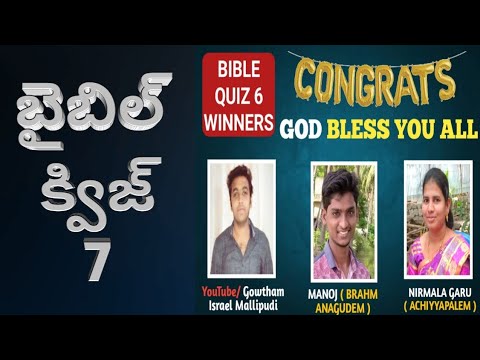 బైబిల్
క్విజ్
7
BIBLE
QUIZ 6
WINNERS
CONGRATS
GOD BLESS YOU ALL
YouTube/ Gowtham
Israel Mallipudi
MANOJ ( BRAHM
ANAGUDEM )
NIRMALA GARU
( ACHIYYAPALEM )